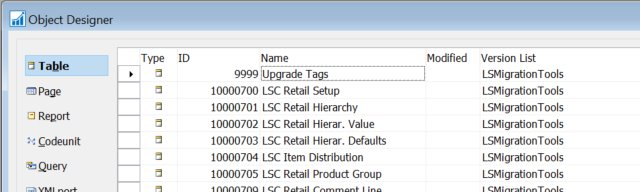 Object Designer
Type ID Name Modified Version List
Table
9999 Upgrade Tags LSMigrationTools
Page
10000700 LSC Retail Setup LSMigrationTools
10000701 LSC Retail Hierarchy LSMigrationTools
Report
10000702 LSC Retail Hierar. Value LSMigrationTools
Codeunit
10000703 LSC Retail Hierar. Defaults LSMigrationTools
10000704 LSC Item Distribution LSMigrationTools
Query
10000705 LSC Retail Product Group LSMigrationTools
XMLport
10000709 LSC Retail Comment Line LSMigrationTools